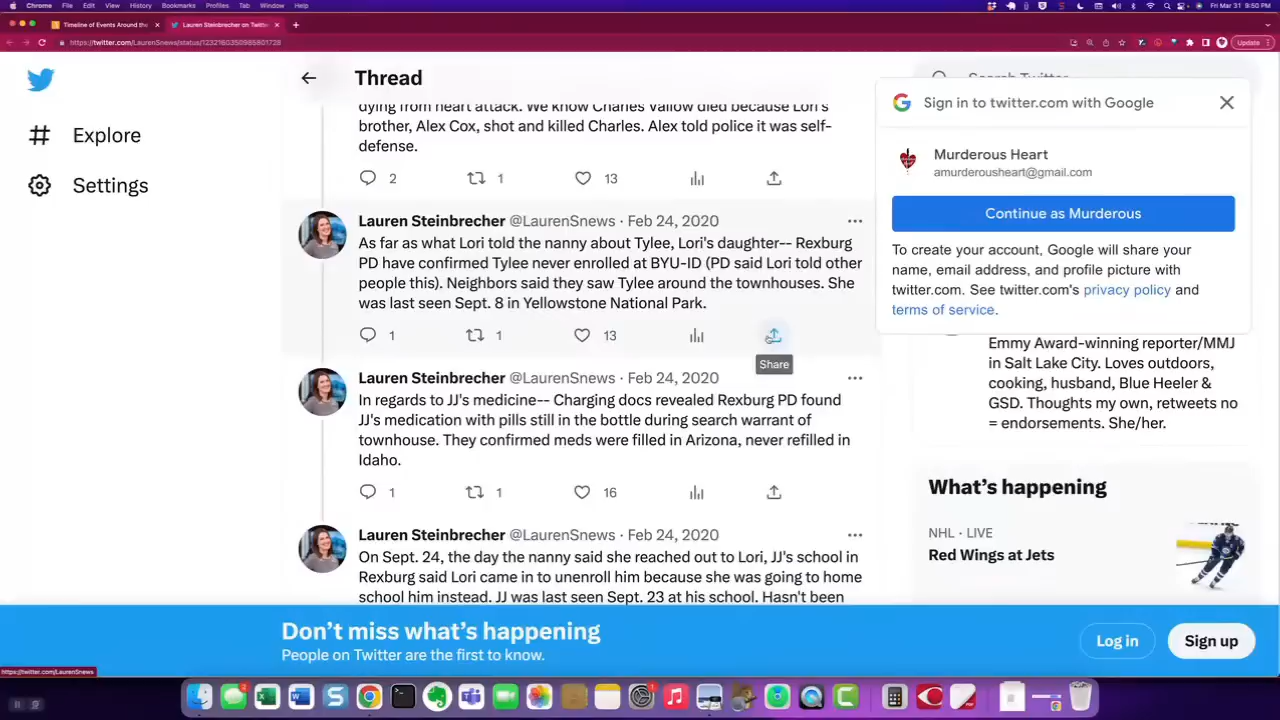 Chrome File Edit View History Bookmarks Profiles Tab Window Help
Fri Mar 31 9:50 PM
Timeline of Events Around the
Lauren Steinbrecher on Twitte
https://twitter.com/LaurenSnews/status/1232160350985801728
Update
Thread
Search Twitter
Explore
Settings
dying from heart attack. We know Charles Vallow died because Lori's
brother, Alex Cox, shot and killed Charles. Alex told police it was self-
defense.
2 1 13
Lauren Steinbrecher @LaurenSnews · Feb 24, 2020
As far as what Lori told the nanny about Tylee, Lori's daughter-- Rexburg
PD have confirmed Tylee never enrolled at BYU-ID (PD said Lori told other
people this). Neighbors said they saw Tylee around the townhouses. She
was last seen Sept. 8 in Yellowstone National Park.
1 1 13
Share
Lauren Steinbrecher @LaurenSnews · Feb 24, 2020
In regards to JJ's medicine-- Charging docs revealed Rexburg PD found
JJ's medication with pills still in the bottle during search warrant of
townhouse. They confirmed meds were filled in Arizona, never refilled in
Idaho.
1 1 16
Lauren Steinbrecher @LaurenSnews · Feb 24, 2020
On Sept. 24, the day the nanny said she reached out to Lori, JJ's school in
Rexburg said Lori came in to unenroll him because she was going to home
school him instead. JJ was last seen Sept. 23 at his school. Hasn't been
Sign in to twitter.com with Google
Murderous Heart
amurderousheart@gmail.com
Continue as Murderous
To create your account, Google will share your
name, email address, and profile picture with
twitter.com. See twitter.com's privacy policy and
terms of service.
Emmy Award-winning reporter/MMJ
in Salt Lake City. Loves outdoors,
cooking, husband, Blue Heeler &
GSD. Thoughts my own, retweets no
= endorsements. She/her.
What's happening
NHL · LIVE
Red Wings at Jets
Don't miss what's happening
People on Twitter are the first to know.
Log in
Sign up
https://twitter.com/LaurenSnews